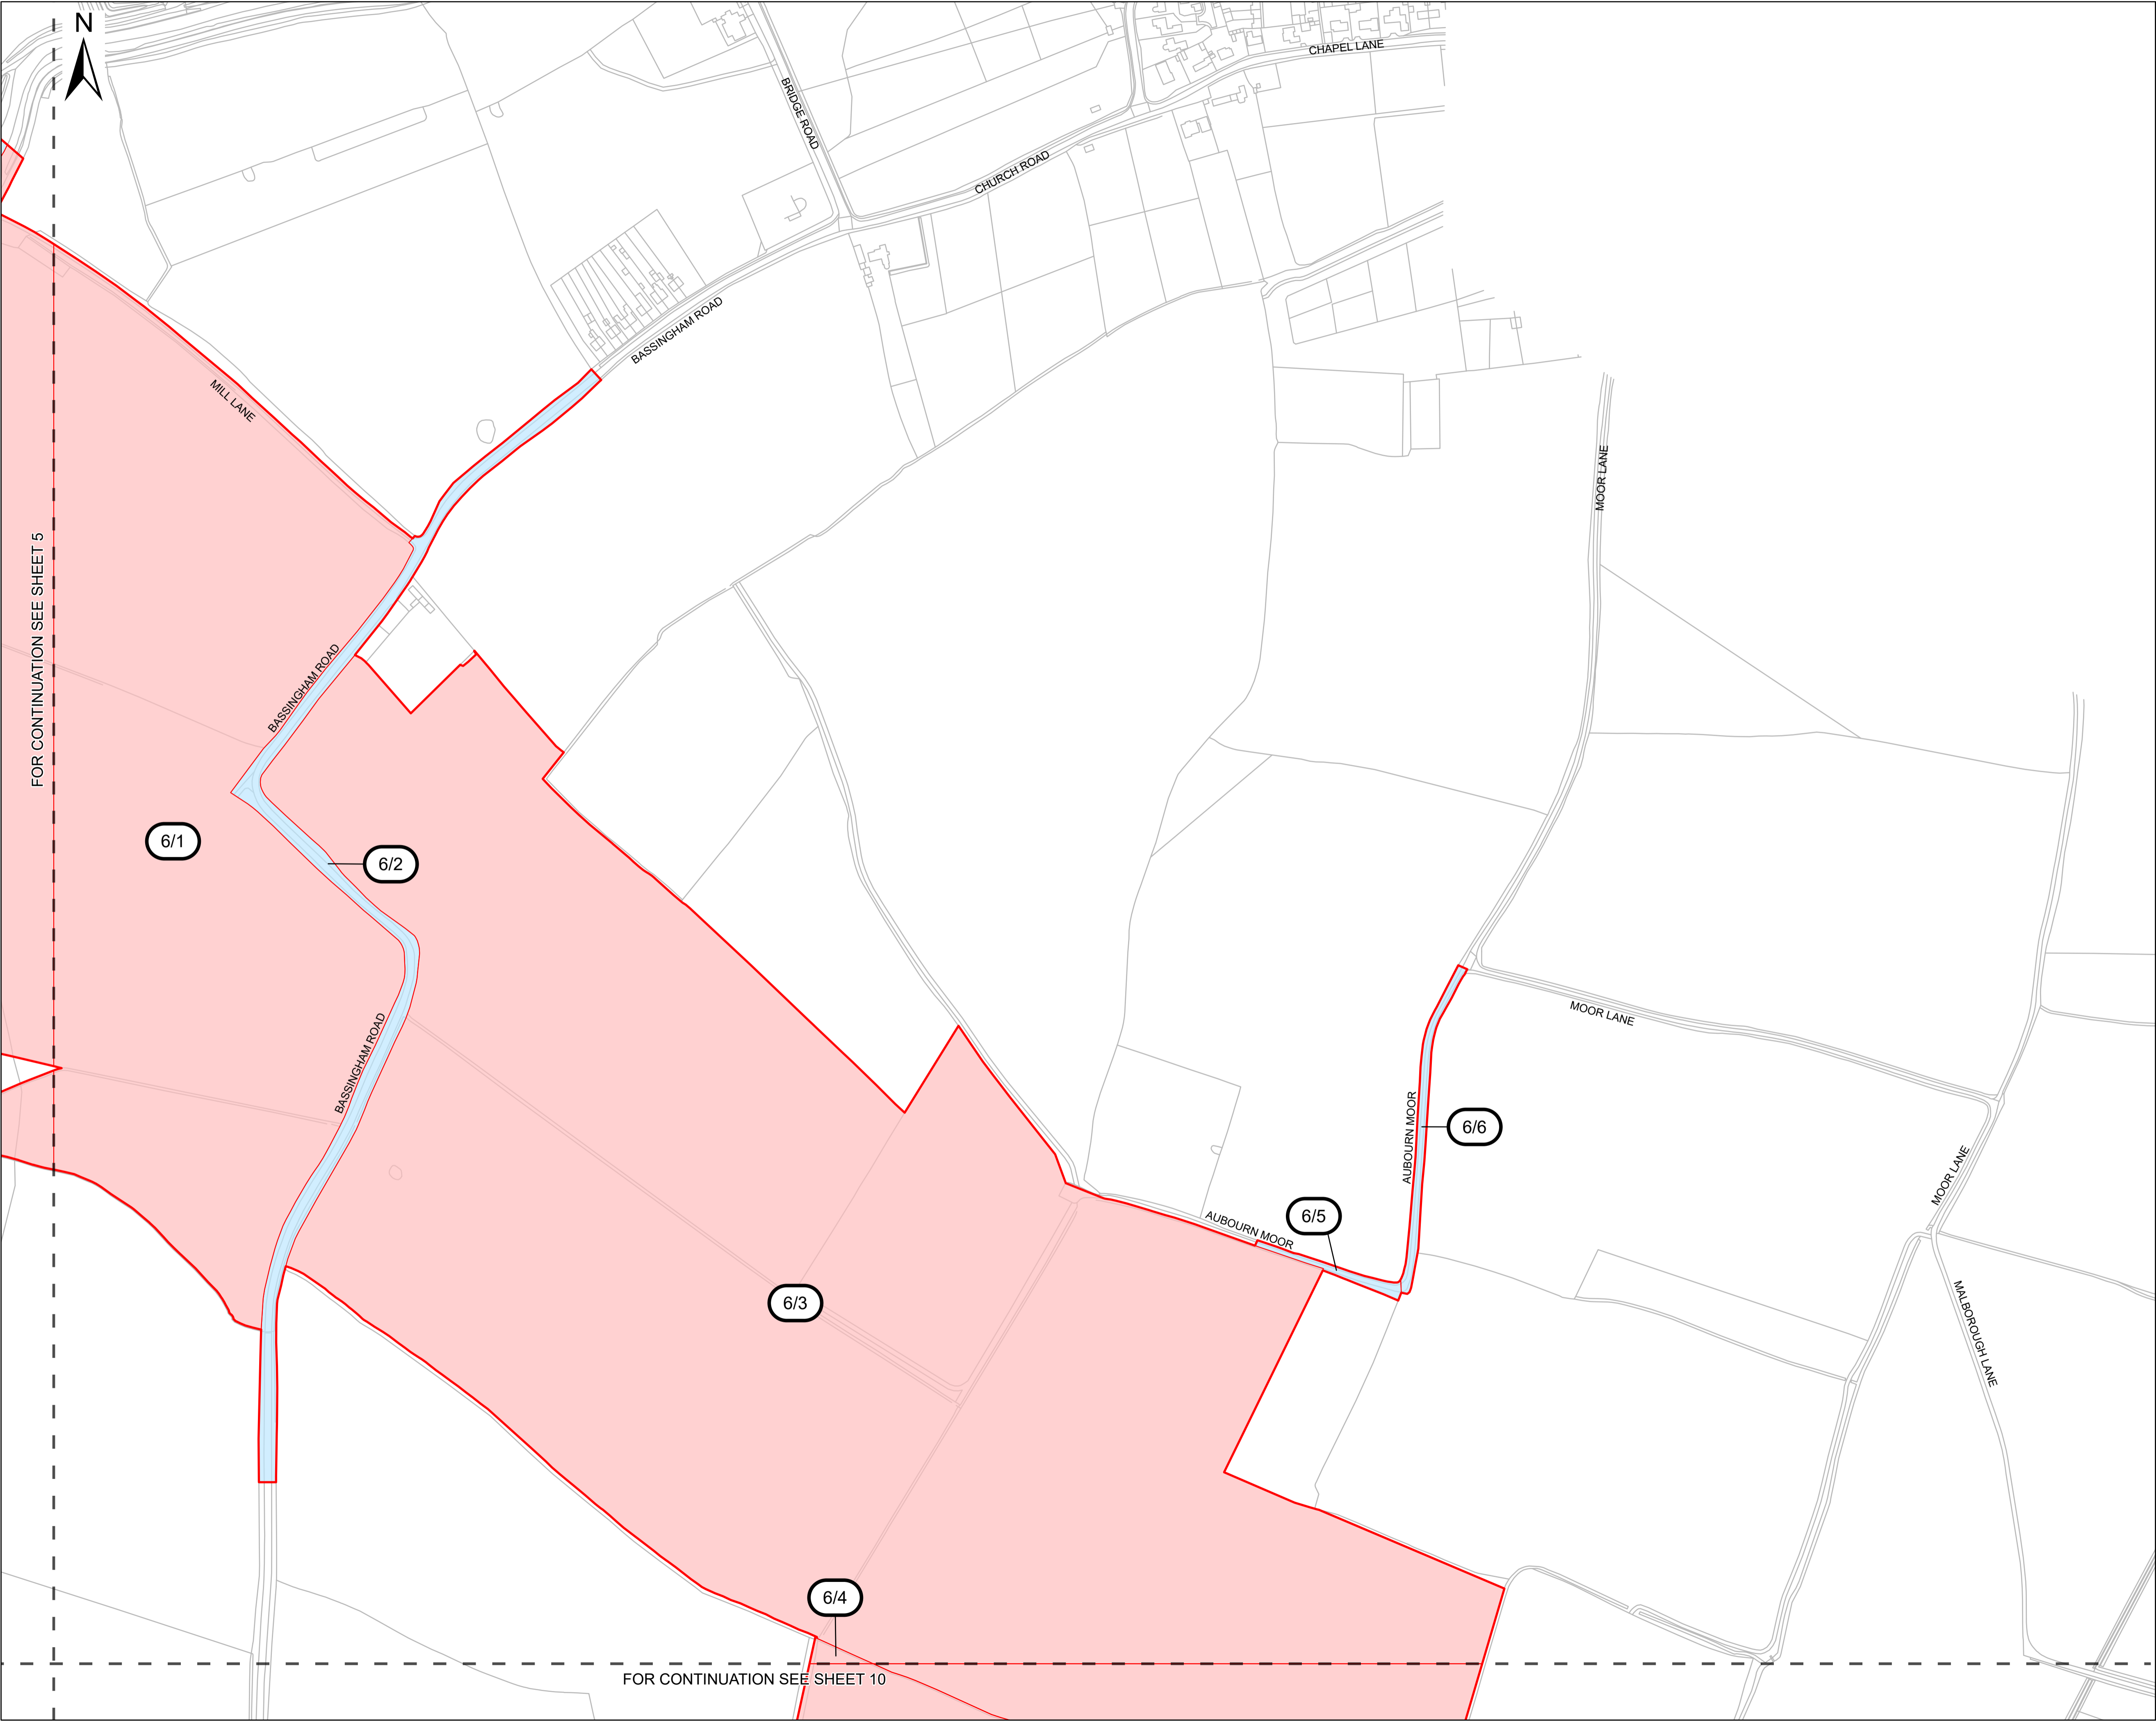 N
CHAPEL LANE
BRIDGE ROAD
CHURCH ROAD
BASSINGHAM ROAD
MILL LANE
MOOR LANE
FOR CONTINUATION SEE SHEET 5
BASSINGHAM ROAD
6/1
6/2
MOOR LANE
BASSINGHAM ROAD
AUBOURN MOOR
6/6
MOOR LANE
6/5
AUBOURN MOOR
6/3
MALBOROUGH LANE
6/4
FOR CONTINUATION SEE SHEET 10